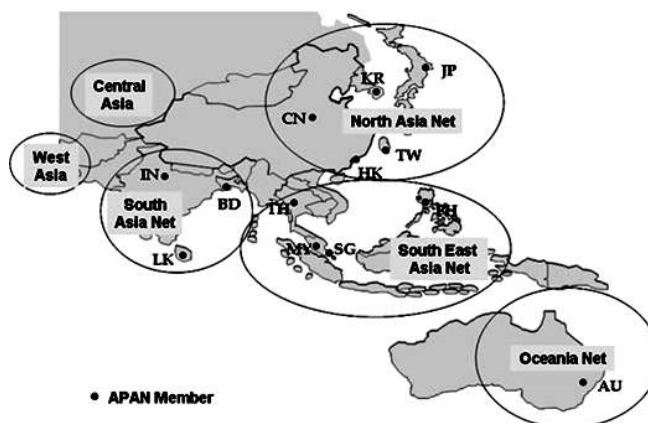 KR
JP
Central
Asia
CN
North Asia Net
TW
West
Asia
HK
IN
South
Asia Net
BD
TH
PH
LK
MY
SG
South East
Asia Net
Oceania Net
AU
APAN Member